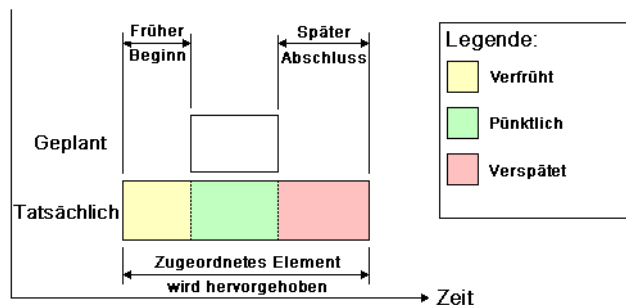 Früher
Beginn
Später
Abschluss
Geplant
Tatsächlich
Zugeordnetes Element
wird hervorgehoben
Zeit
Legende:
Verfrüht
Pünktlich
Verspätet